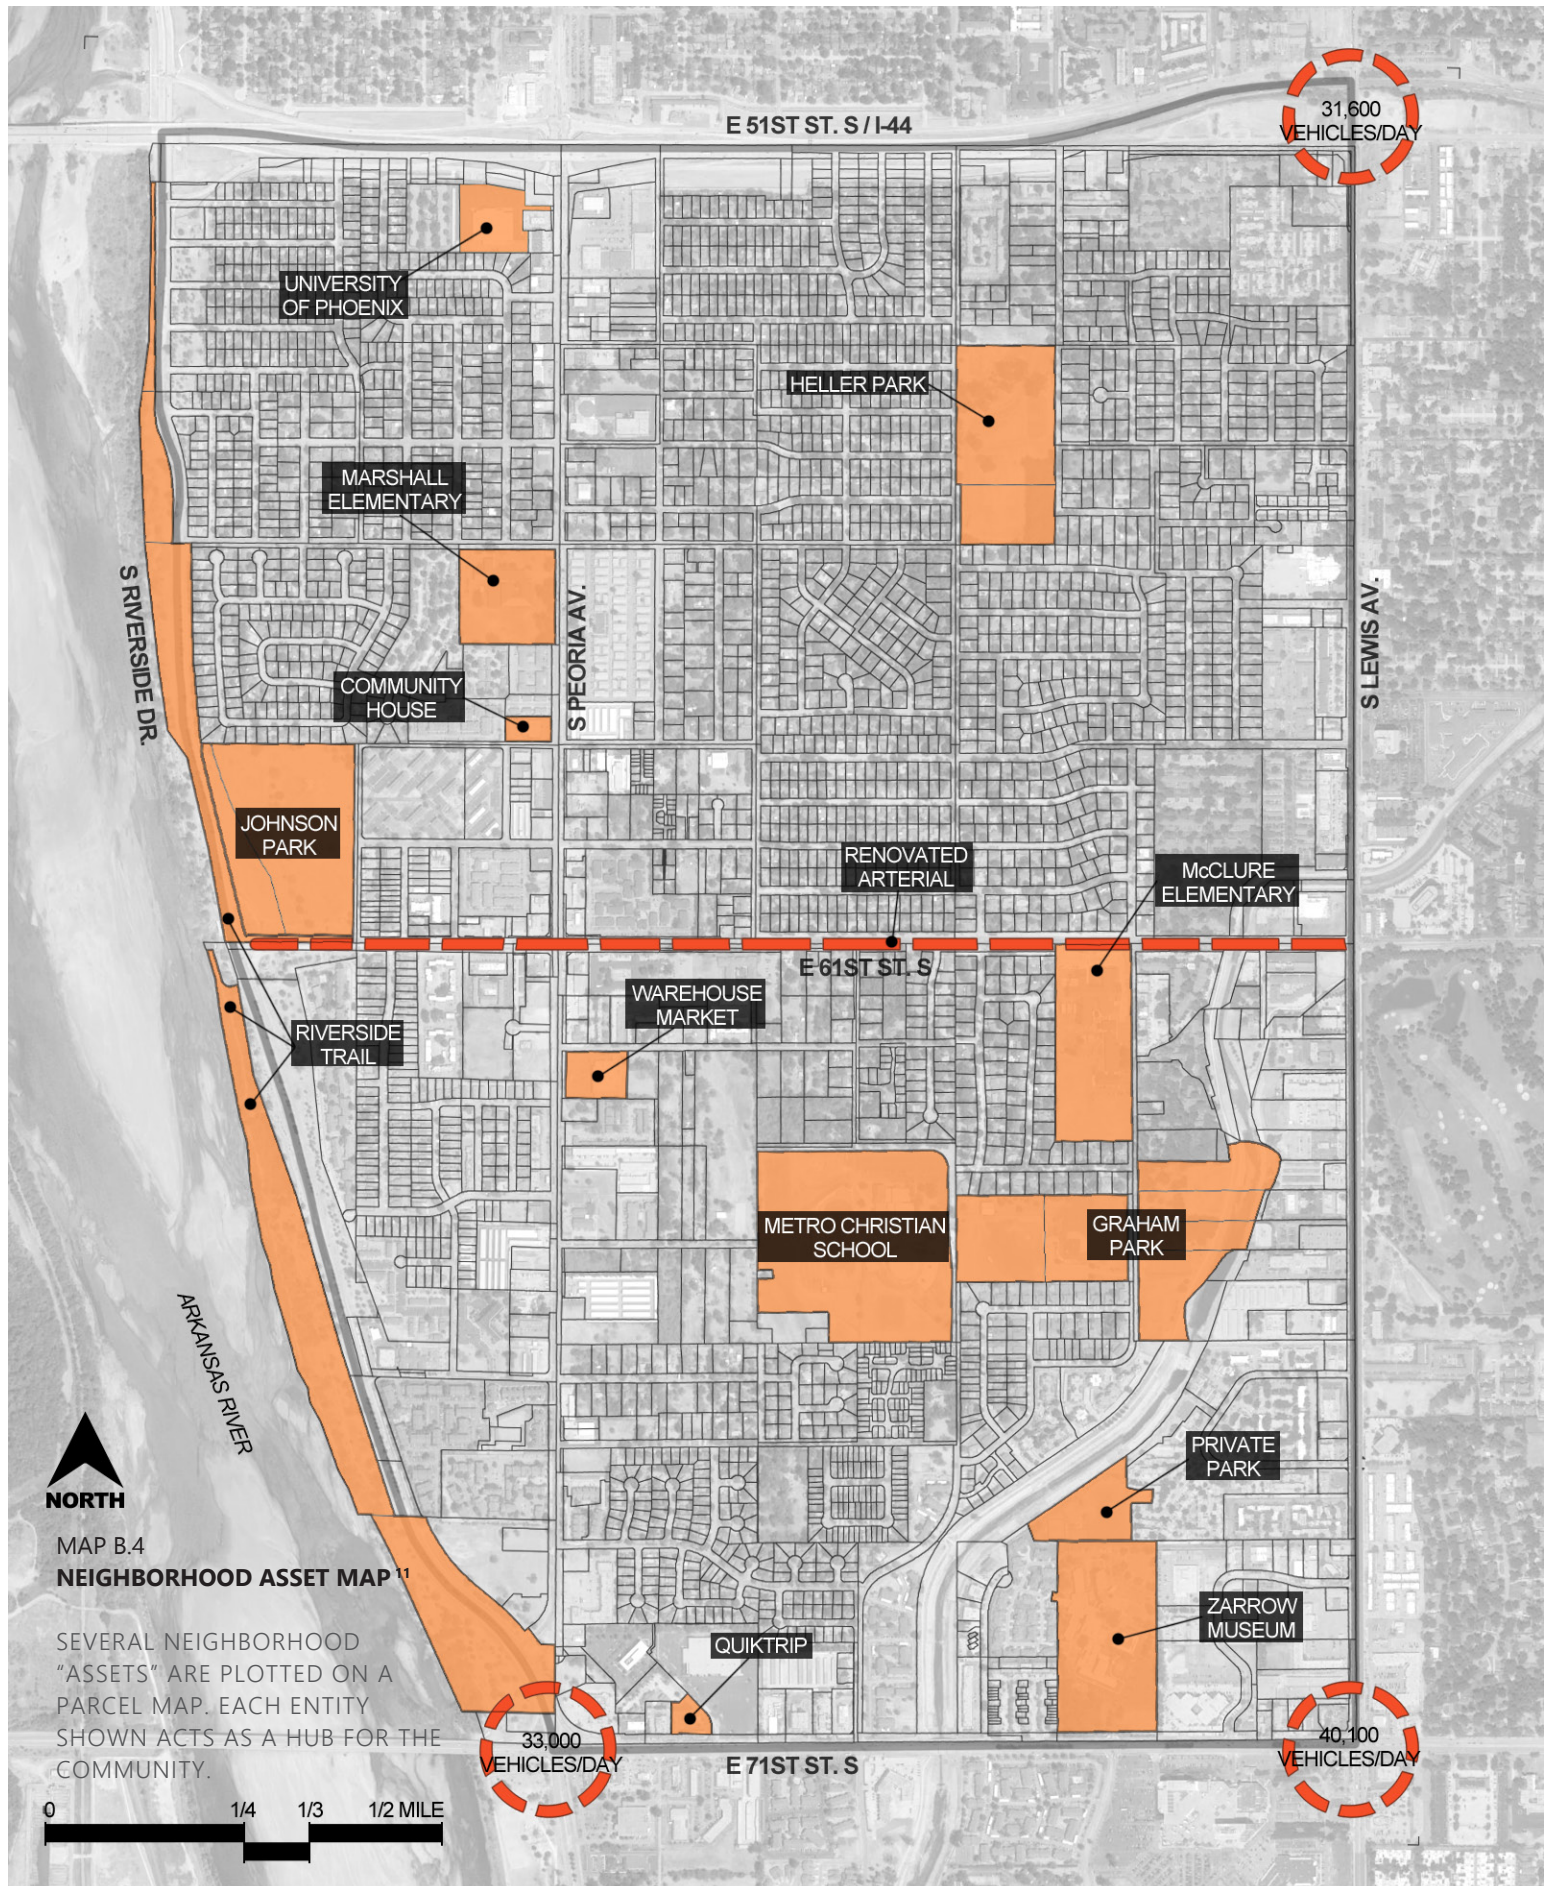 31,600
VEHICLES/DAY
E 51ST ST. S / I-44
UNIVERSITY
OF PHOENIX
HELLER PARK
MARSHALL
ELEMENTARY
S RIVERSIDE DR.
S PEORIA AV.
S LEWIS AV.
COMMUNITY
HOUSE
JOHNSON
PARK
RENOVATED
ARTERIAL
McCLURE
ELEMENTARY
E 61ST ST. S
WAREHOUSE
MARKET
RIVERSIDE
TRAIL
METRO CHRISTIAN
SCHOOL
GRAHAM
PARK
ARKANSAS RIVER
PRIVATE
PARK
NORTH
MAP B.4
NEIGHBORHOOD ASSET MAP 11
SEVERAL NEIGHBORHOOD
"ASSETS" ARE PLOTTED ON A
PARCEL MAP. EACH ENTITY
SHOWN ACTS AS A HUB FOR THE
COMMUNITY.
ZARROW
MUSEUM
QUIKTRIP
33,000
VEHICLES/DAY
40,100
VEHICLES/DAY
E 71ST ST. S
0 1/4 1/3 1/2 MILE